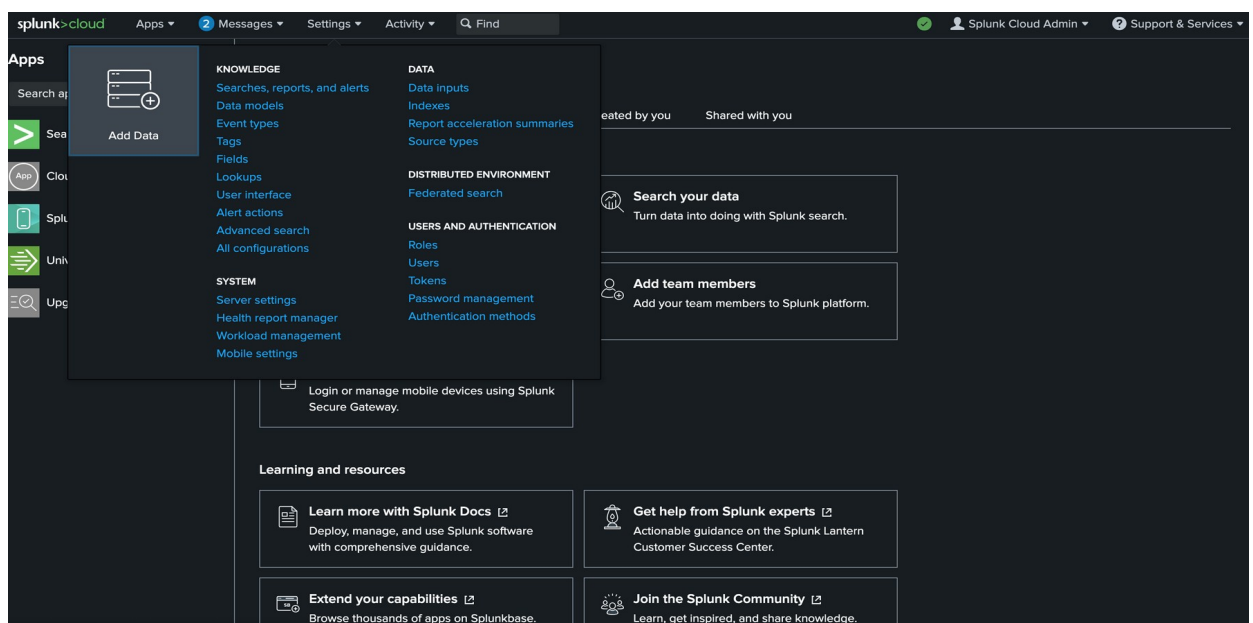 splunk>cloud Apps 2 Messages Settings Activity Find Splunk Cloud Admin ? Support & Services
Apps
Search ap
Sea
App Clou
Splu
Univ
Upg
Add Data
KNOWLEDGE
Searches, reports, and alerts
Data models
Event types
Tags
Fields
Lookups
User interface
Alert actions
Advanced search
All configurations
SYSTEM
Server settings
Health report manager
Workload management
Mobile settings
DATA
Data inputs
Indexes
Report acceleration summaries
Source types
DISTRIBUTED ENVIRONMENT
Federated search
USERS AND AUTHENTICATION
Roles
Users
Tokens
Password management
Authentication methods
eated by you Shared with you
Search your data
Turn data into doing with Splunk search.
Add team members
Add your team members to Splunk platform.
Login or manage mobile devices using Splunk
Secure Gateway.
Learning and resources
Learn more with Splunk Docs
Deploy, manage, and use Splunk software
with comprehensive guidance.
Get help from Splunk experts
Actionable guidance on the Splunk Lantern
Customer Success Center.
Extend your capabilities
Browse thousands of apps on Splunkbase.
Join the Splunk Community
Learn, get inspired, and share knowledge.